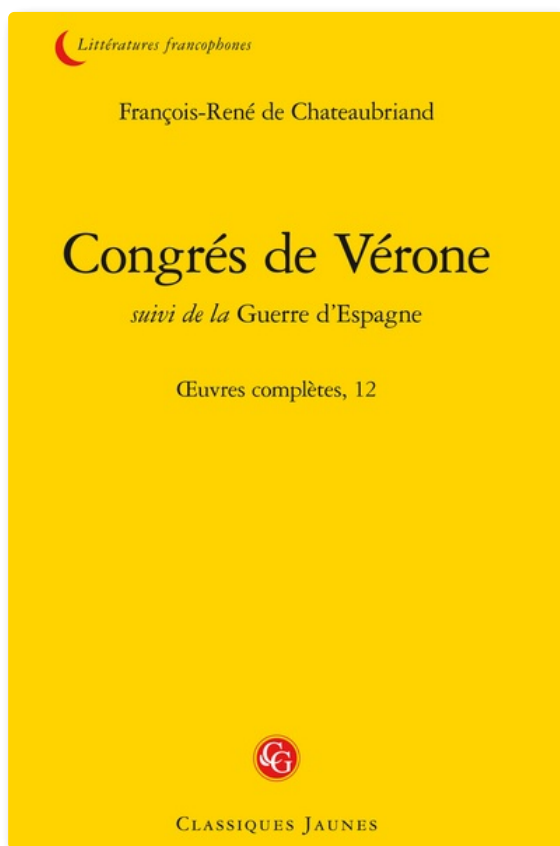 Littératures francophones
François-René de Chateaubriand
Congrés de Vérone
suivi de la Guerre d'Espagne
Œuvres complètes, 12
CG
CLASSIQUES JAUNES